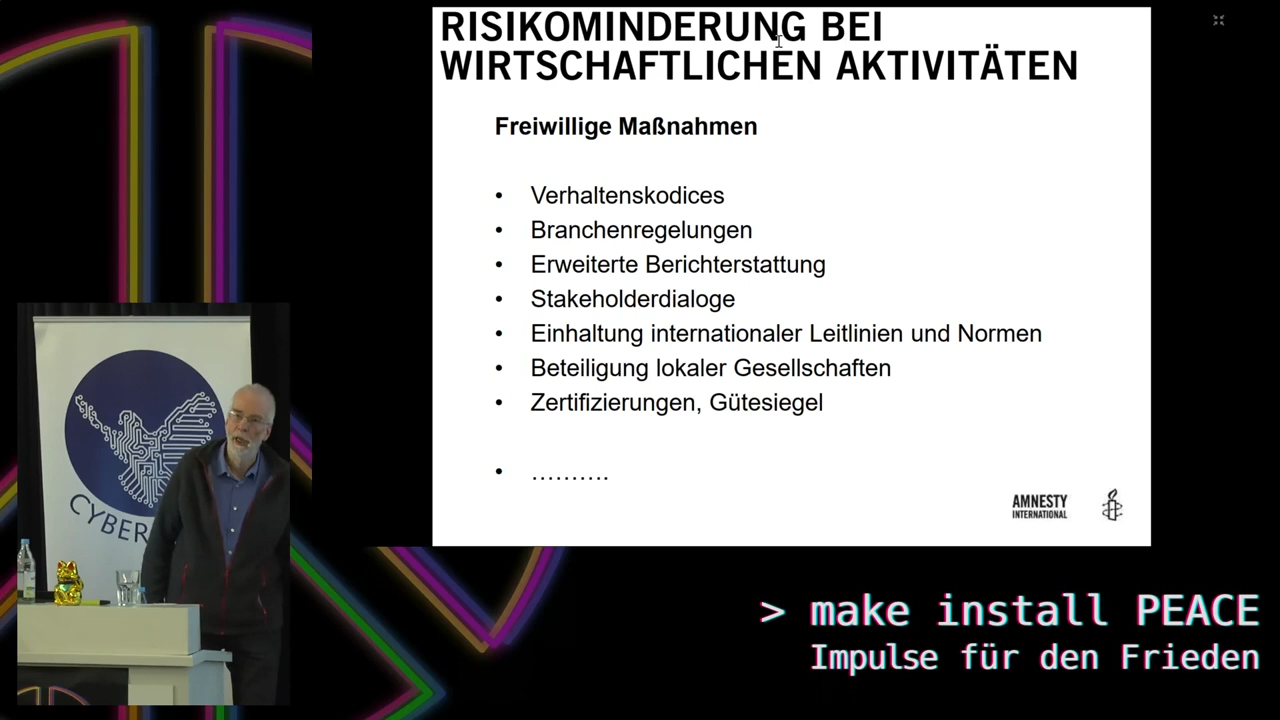 RISIKOMINDERUNG BEI
WIRTSCHAFTLICHEN AKTIVITÄTEN
Freiwillige Maßnahmen
• Verhaltenskodices
• Branchenregelungen
• Erweiterte Berichterstattung
• Stakeholderdialoge
• Einhaltung internationaler Leitlinien und Normen
• Beteiligung lokaler Gesellschaften
• Zertifizierungen, Gütesiegel
• ..........
AMNESTY
INTERNATIONAL
CYBER
> make install PEACE
Impulse für den Frieden